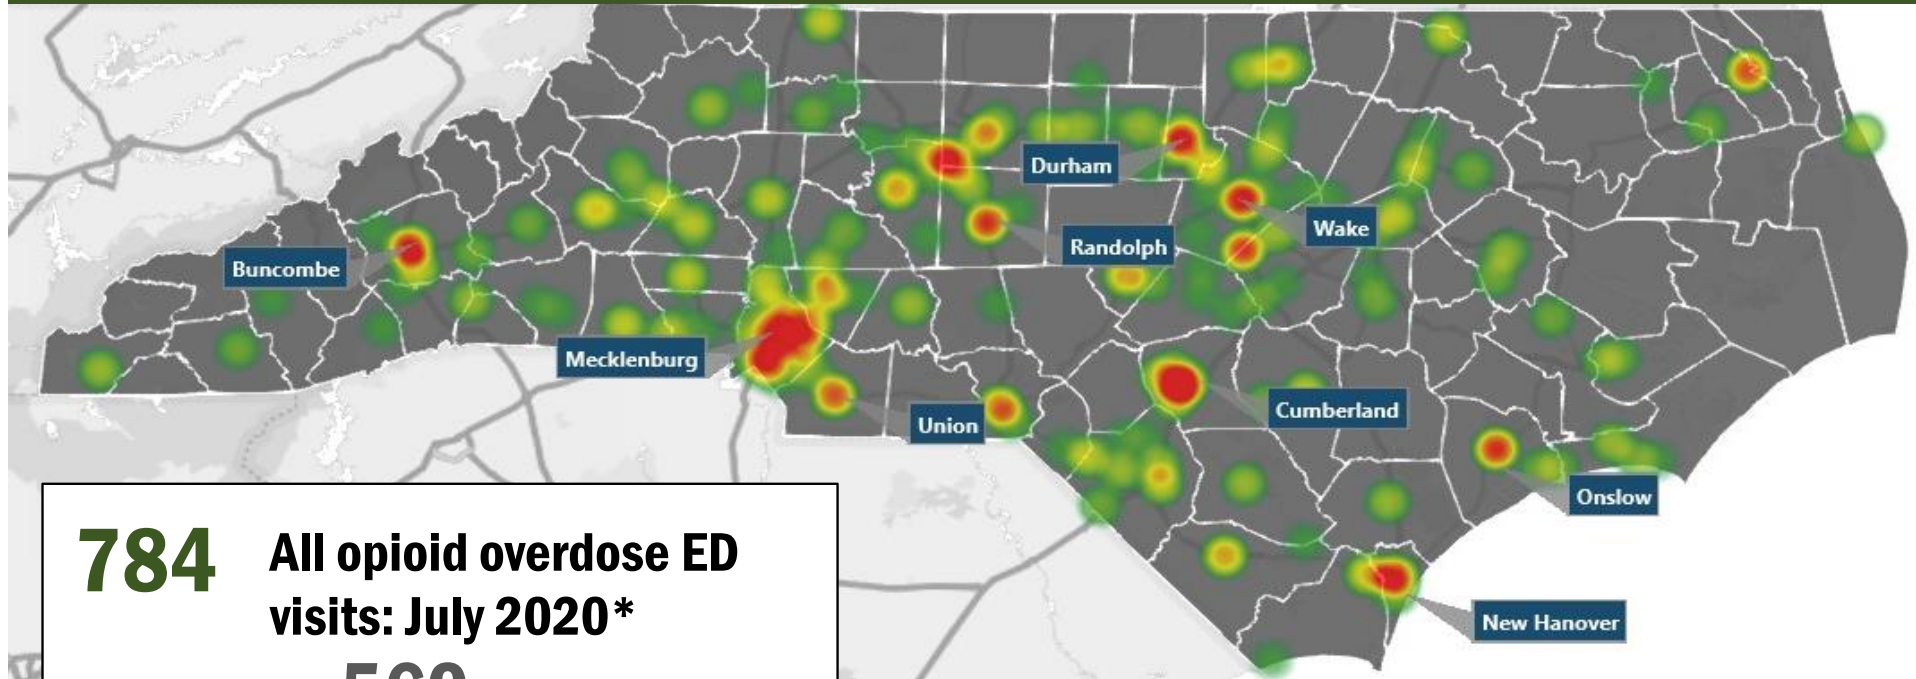 Durham
Wake
Randolph
Buncombe
Mecklenburg
Cumberland
Union
Onslow
New Hanover
784 All opioid overdose ED
visits: July 2020*